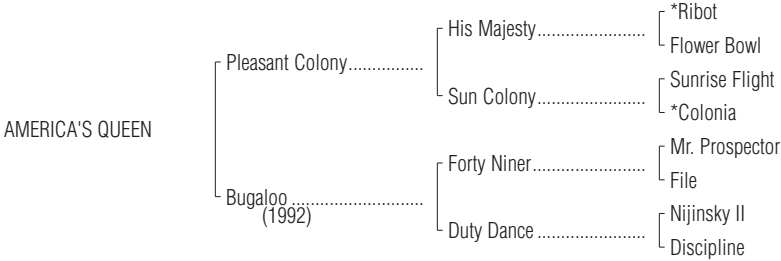 *Ribot
His Majesty......................
Flower Bowl
Pleasant Colony................
Sunrise Flight
Sun Colony.......................
*Colonia
AMERICA'S QUEEN
Mr. Prospector
Forty Niner........................
File
Bugaloo ............................
(1992)
Nijinsky II
Duty Dance .......................
Discipline